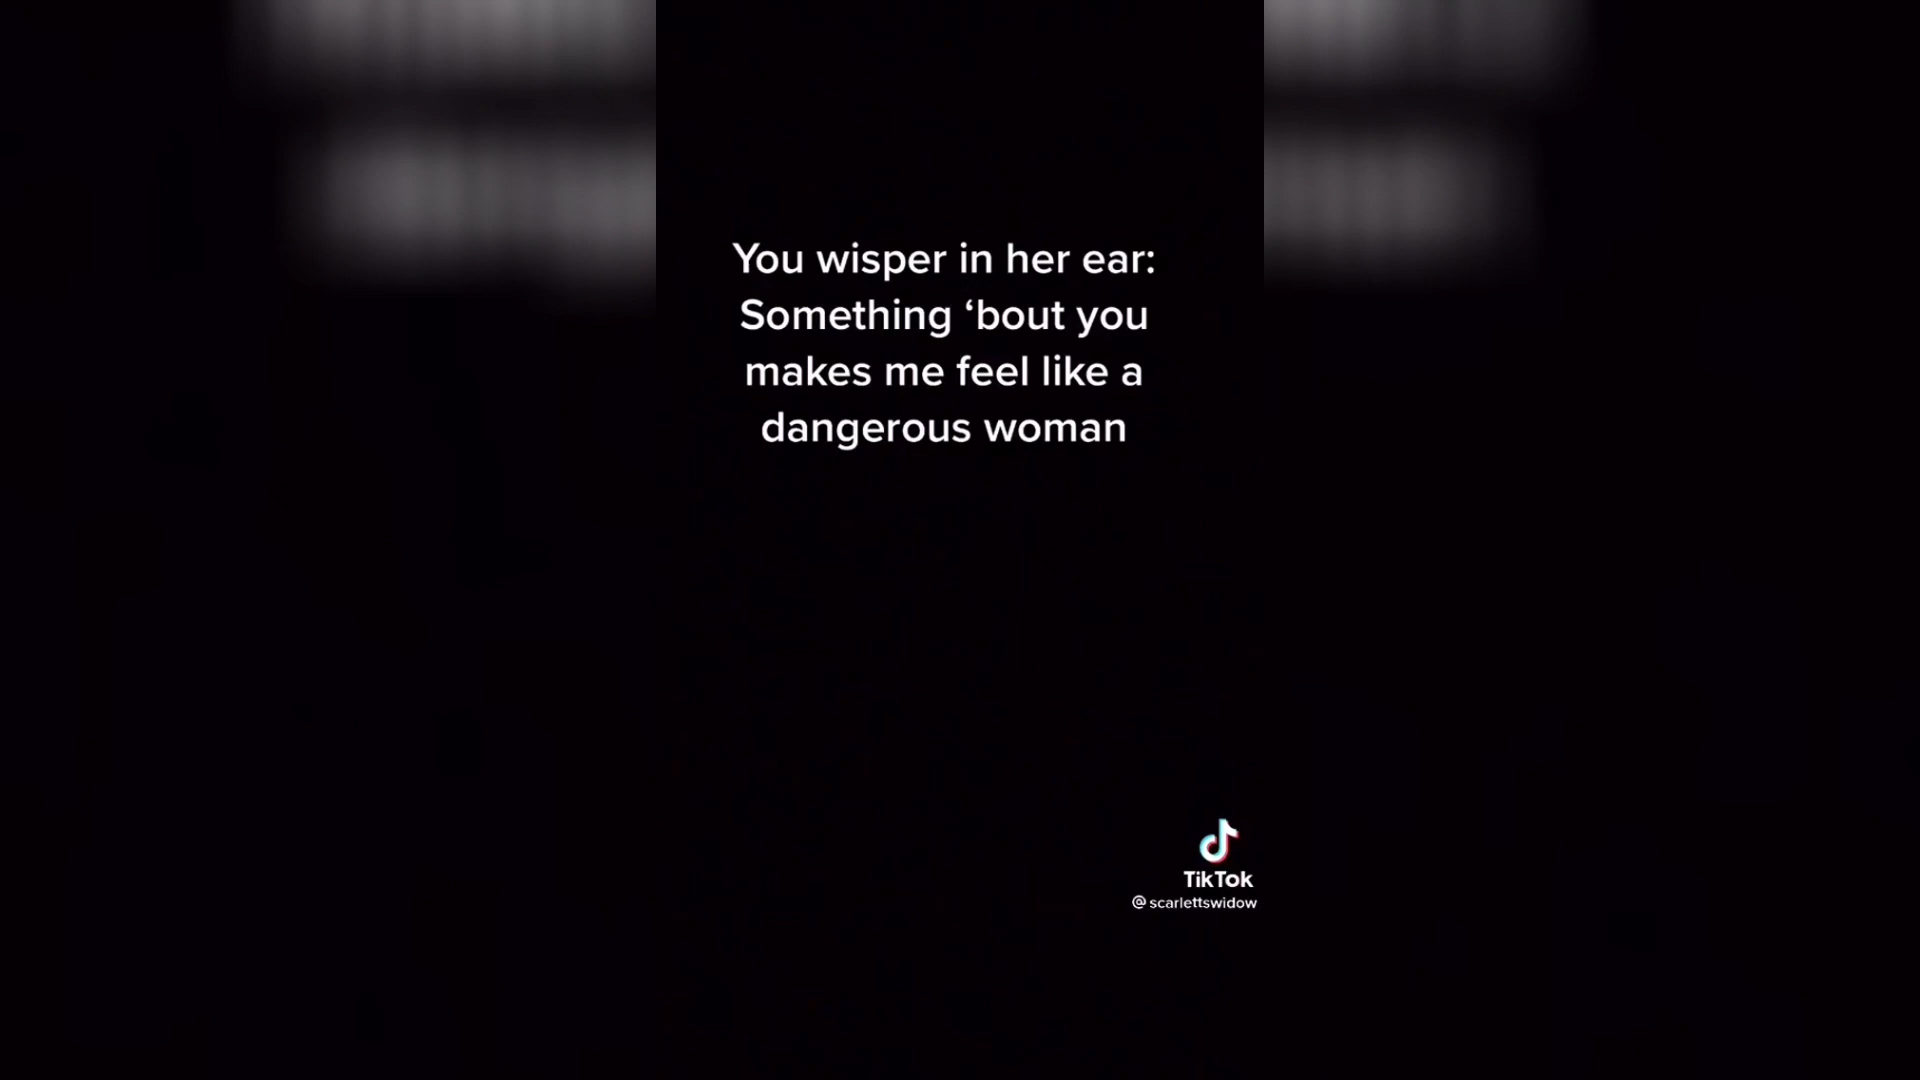 You wisper in her ear:
Something ‘bout you
makes me feel like a
dangerous woman
TikTok
@scarlettswidow